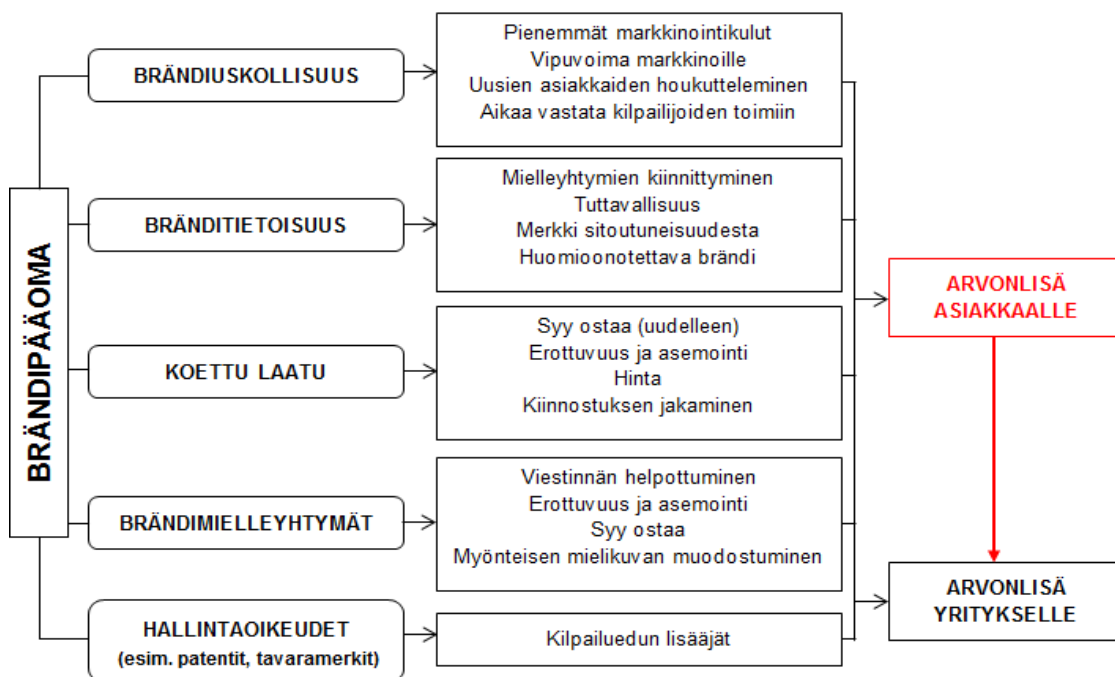 BRÄNDIPÄÄOMA
BRÄNDIUSKOLLISUUS
Pienemmät markkinointikulut
Vipuvoima markkinoille
Uusien asiakkaiden houkutteleminen
Aikaa vastata kilpailijoiden toimiin
BRÄNDITIETOISUUS
Mielleyhtymien kiinnittyminen
Tuttavallisuus
Merkki sitoutuneisuudesta
Huomioonotettava brändi
KOETTU LAATU
Syy ostaa (uudelleen)
Erottuvuus ja asemointi
Hinta
Kiinnostuksen jakaminen
BRÄNDIMIELLEYHTYMÄT
Viestinnän helpottuminen
Erottuvuus ja asemointi
Syy ostaa
Myönteisen mielikuvan muodostuminen
HALLINTAOIKEUDET
(esim. patentit, tavaramerkit)
Kilpailuedun lisääjät
ARVONLISÄ
ASIAKKAALLE
ARVONLISÄ
YRITYKSELLE